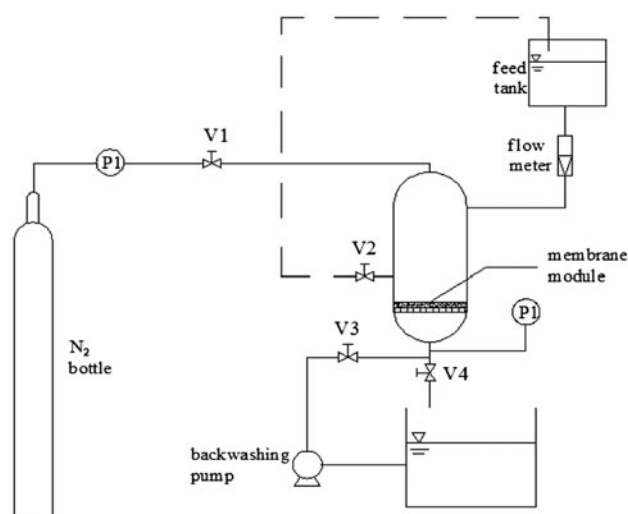 feed
tank
V1
flow
meter
P1
V2
membrane
module
V3
P1
N₂
bottle
V4
backwashing
pump